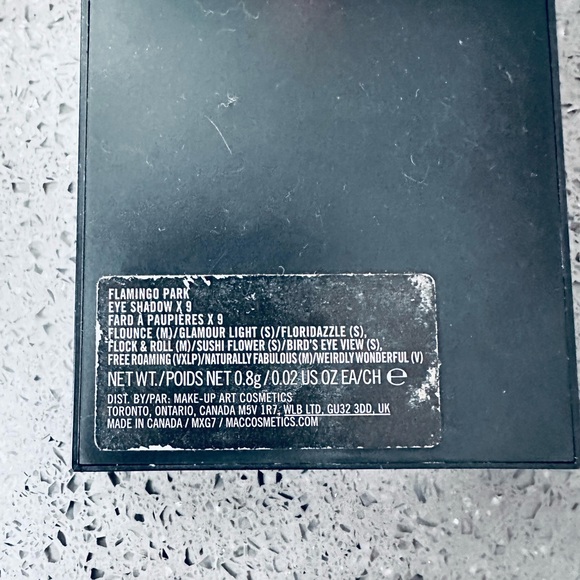 FLAMINGO PARK
EYE SHADOW X 9
FARD À PAUPIÈRES X 9
FLOUNCE (M)/GLAMOUR LIGHT (S)/FLORIDAZZLE (S),
FLOCK & ROLL (M)/SUSHI FLOWER (S)/BIRD'S EYE VIEW (S),
FREE ROAMING (VXLP)/NATURALLY FABULOUS (M)/WEIRDLY WONDERFUL (V)
NET WT./POIDS NET 0.8g/0.02 US OZ EA/CH ℮
DIST. BY/PAR: MAKE-UP ART COSMETICS
TORONTO, ONTARIO, CANADA M5V 1R7; WLB LTD, GU32 3DD, UK
MADE IN CANADA / MXG7 / MACCOSMETICS.COM